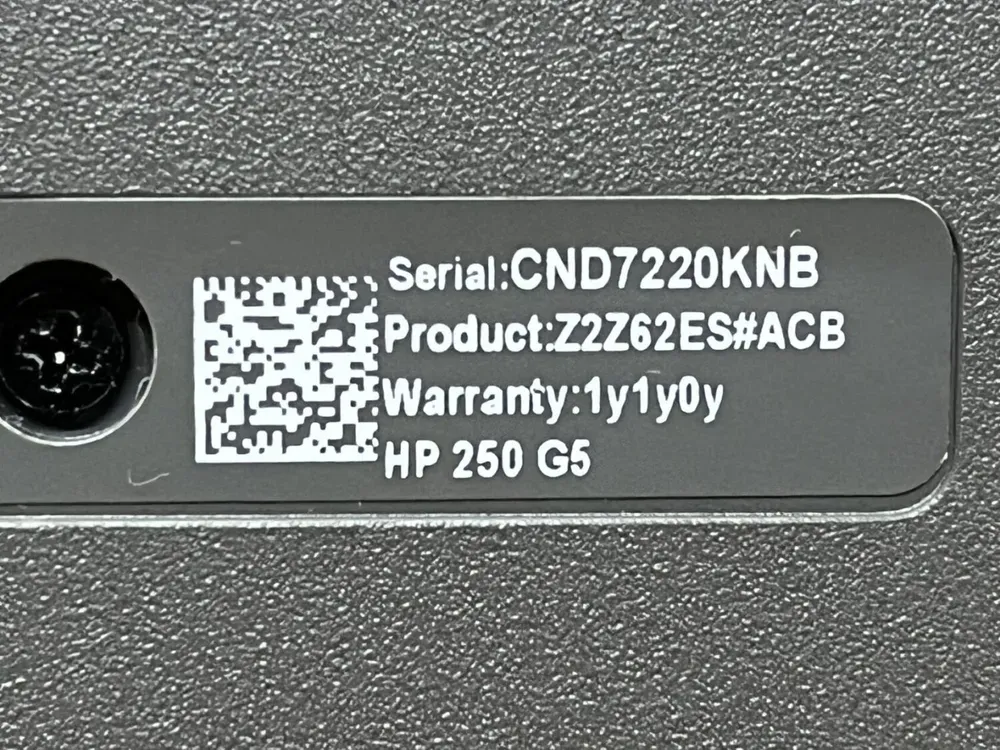 Serial:CND7220KNB
Product:Z2Z62ES#ACB
Warranty:1y1y0y
HP 250 G5